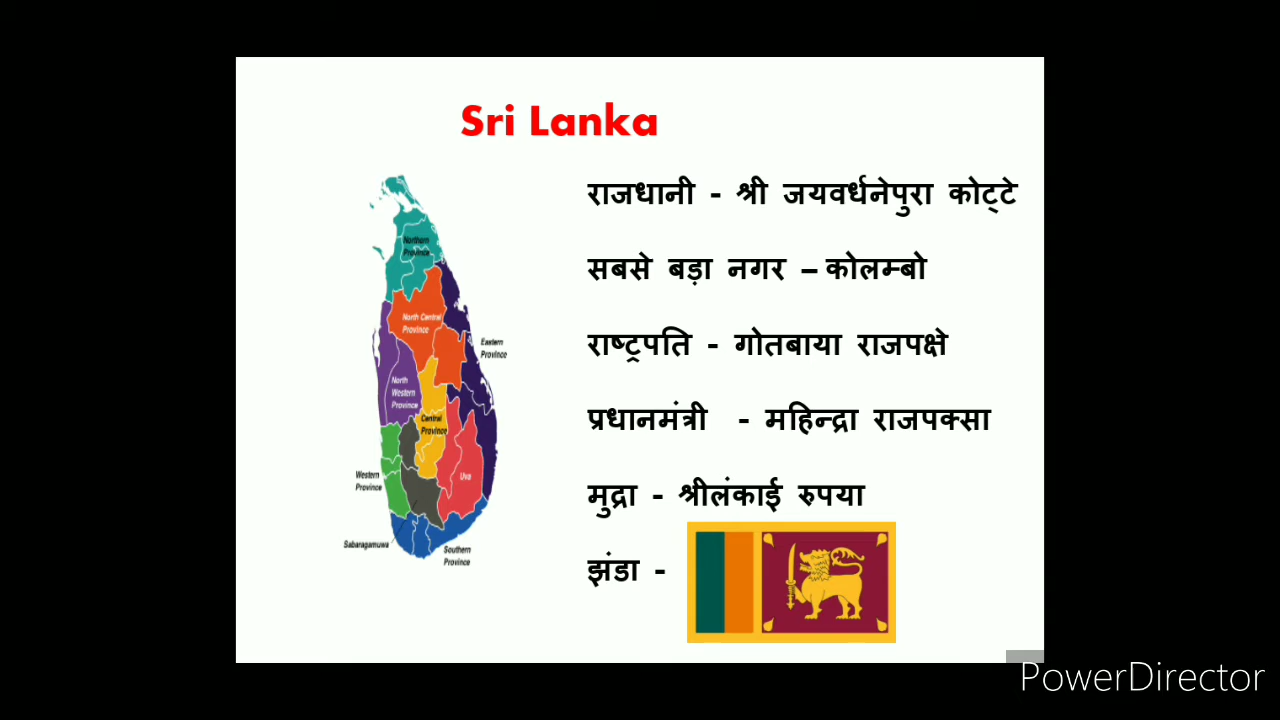 Sri Lanka
राजधानी - श्री जयवर्धनेपुरा कोट्टे
सबसे बड़ा नगर – कोलम्बो
राष्ट्रपति - गोतबाया राजपक्षे
प्रधानमंत्री - महिन्द्रा राजपक्सा
मुद्रा - श्रीलंकाई रुपया
झंडा -
Northern
Province
North Central
Province
Eastern
Province
North
Western
Province
Central
Province
Western
Province
Uva
Sabaragamuwa
Southern
Province
PowerDirector